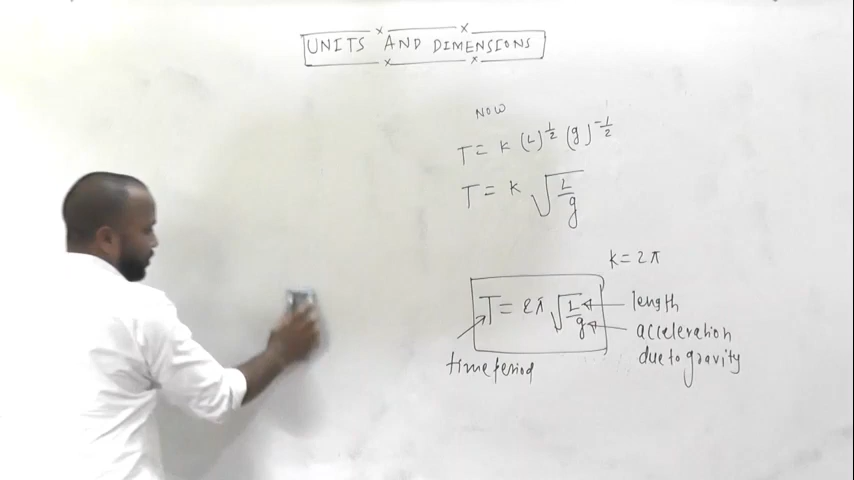 UNITS AND DIMENSIONS
NOW
T = K (L)^½ (g)^-½
T = K √(L/g)
K = 2π
T = 2π √(L/g)
length
acceleration
due to gravity
time period